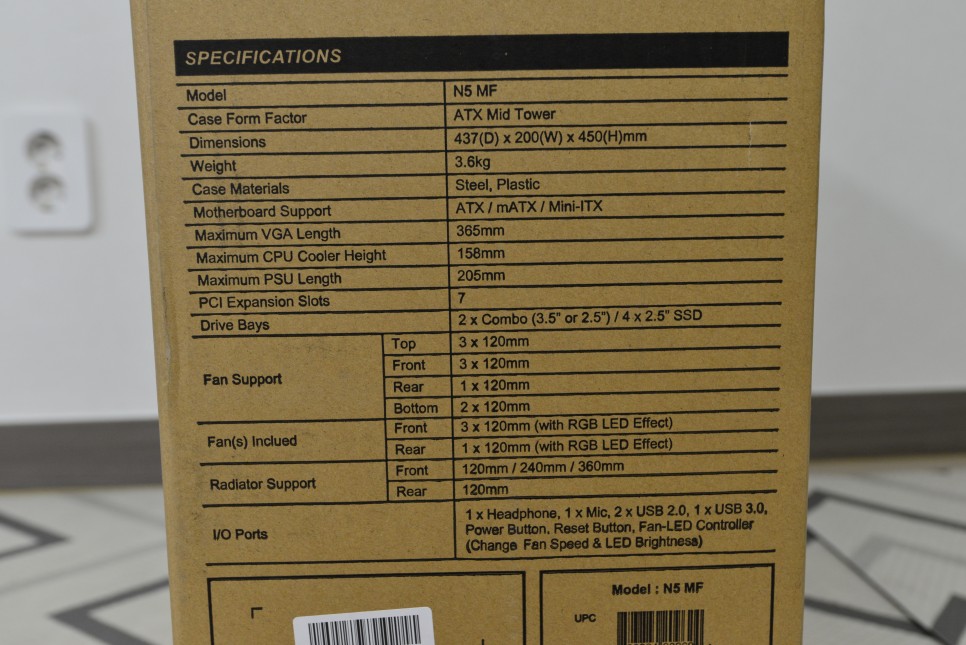 SPECIFICATIONS
Model N5 MF
Case Form Factor ATX Mid Tower
Dimensions 437(D) x 200(W) x 450(H)mm
Weight 3.6kg
Case Materials Steel, Plastic
Motherboard Support ATX / mATX / Mini-ITX
Maximum VGA Length 365mm
Maximum CPU Cooler Height 158mm
Maximum PSU Length 205mm
PCI Expansion Slots 7
Drive Bays 2 x Combo (3.5" or 2.5") / 4 x 2.5" SSD
Fan Support
Top 3 x 120mm
Front 3 x 120mm
Rear 1 x 120mm
Bottom 2 x 120mm
Fan(s) Inclued
Front 3 x 120mm (with RGB LED Effect)
Rear 1 x 120mm (with RGB LED Effect)
Radiator Support
Front 120mm / 240mm / 360mm
Rear 120mm
I/O Ports
1 x Headphone, 1 x Mic, 2 x USB 2.0, 1 x USB 3.0,
Power Button, Reset Button, Fan-LED Controller
(Change Fan Speed & LED Brightness)
Model : N5 MF
UPC